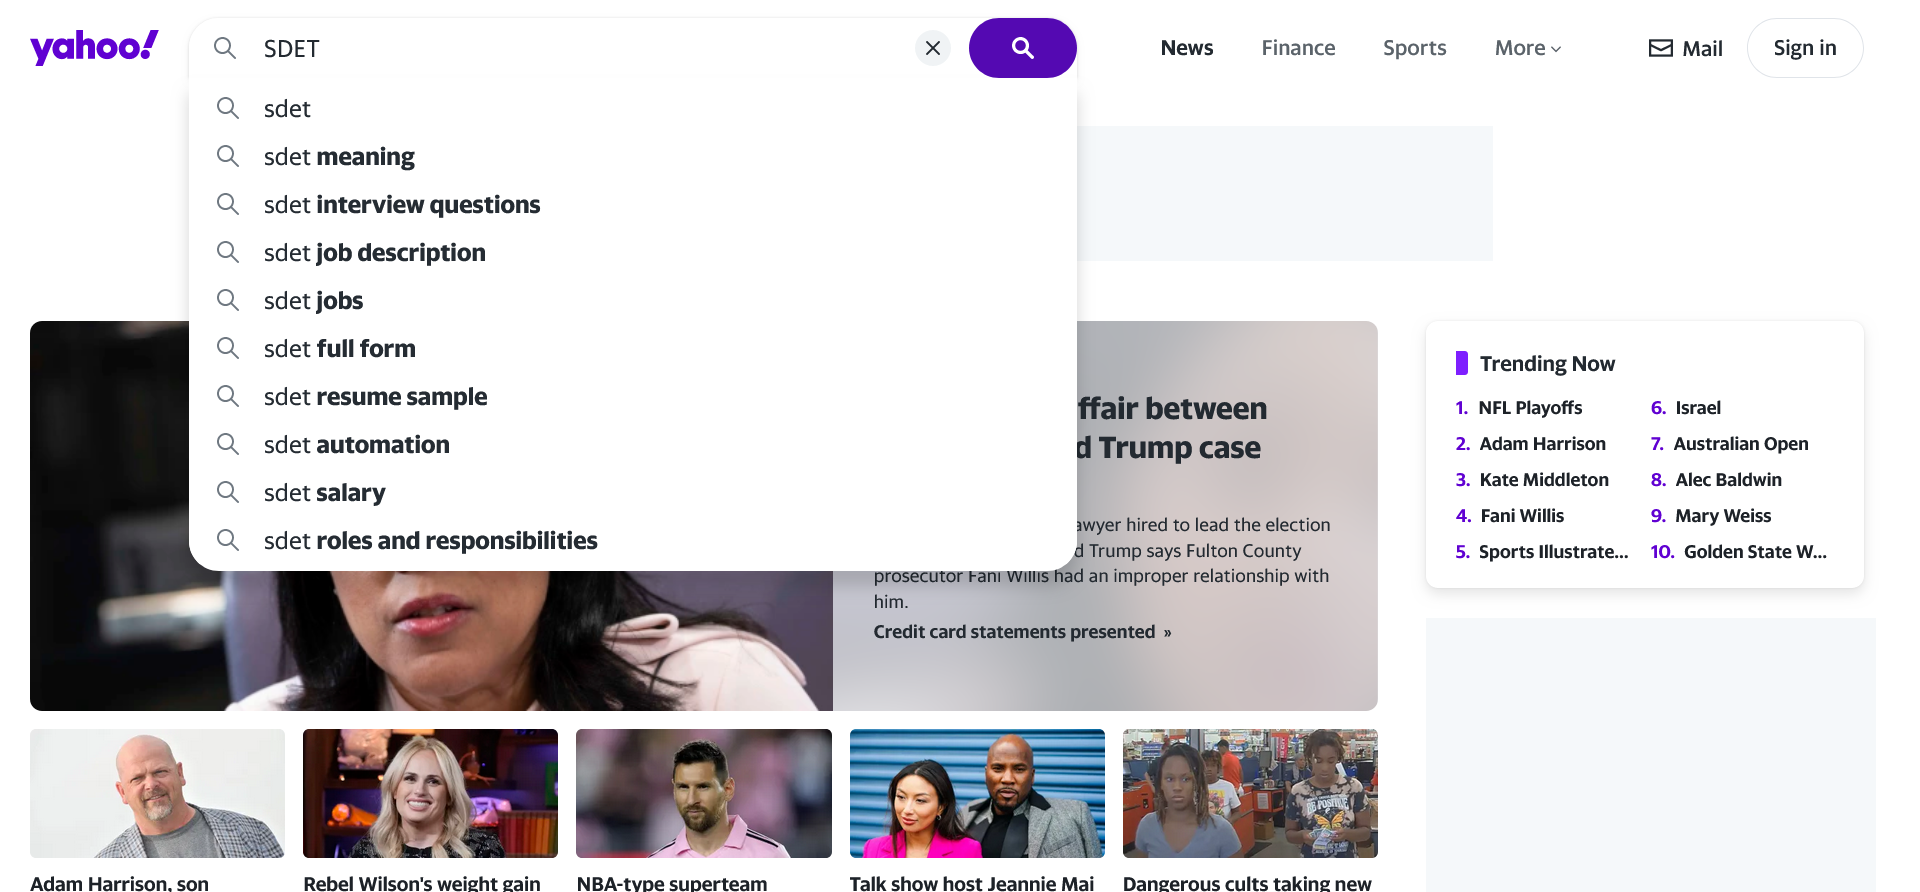 yahoo!
SDET
News
Finance
Sports
More
Mail
Sign in
sdet
sdet meaning
sdet interview questions
sdet job description
sdet jobs
sdet full form
sdet resume sample
sdet automation
sdet salary
sdet roles and responsibilities
ffair between
d Trump case
awyer hired to lead the election
d Trump says Fulton County
prosecutor Fani Willis had an improper relationship with
him.
Credit card statements presented »
Trending Now
1. NFL Playoffs
2. Adam Harrison
3. Kate Middleton
4. Fani Willis
5. Sports Illustrate...
6. Israel
7. Australian Open
8. Alec Baldwin
9. Mary Weiss
10. Golden State W...
Adam Harrison, son
Rebel Wilson's weight gain
NBA-type superteam
Talk show host Jeannie Mai
Dangerous cults taking new